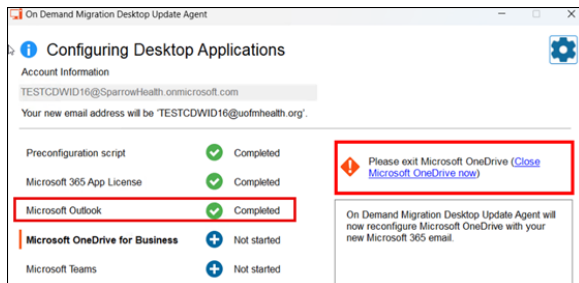 On Demand Migration Desktop Update Agent
Configuring Desktop Applications
Account Information
TESTCDWID16@SparrowHealth.onmicrosoft.com
Your new email address will be 'TESTCDWID16@uofmhealth.org'.
Preconfiguration script Completed
Microsoft 365 App License Completed
Microsoft Outlook Completed
Microsoft OneDrive for Business Not started
Microsoft Teams Not started
Please exit Microsoft OneDrive (Close
Microsoft OneDrive now)
On Demand Migration Desktop Update Agent will
now reconfigure Microsoft OneDrive with your
new Microsoft 365 email.